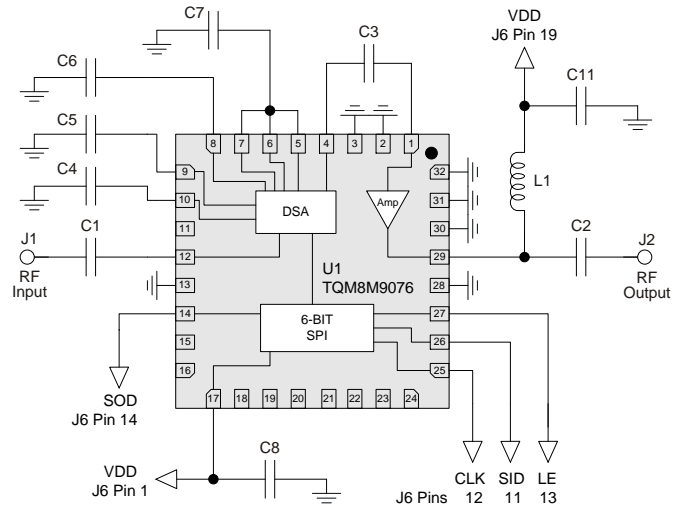 C7
C3
VDD
J6 Pin 19
C6
C11
C5
8
7
6
5
4
3
2
1
9
32
C4
L1
10
DSA
Amp
31
11
30
J1
C1
12
29
C2
J2
RF
Input
U1
TQM8M9076
RF
Output
13
28
14
6-BIT
SPI
27
15
26
16
25
17
18
19
20
21
22
23
24
SOD
J6 Pin 14
C8
VDD
J6 Pin 1
CLK
SID
LE
J6 Pins
12
11
13